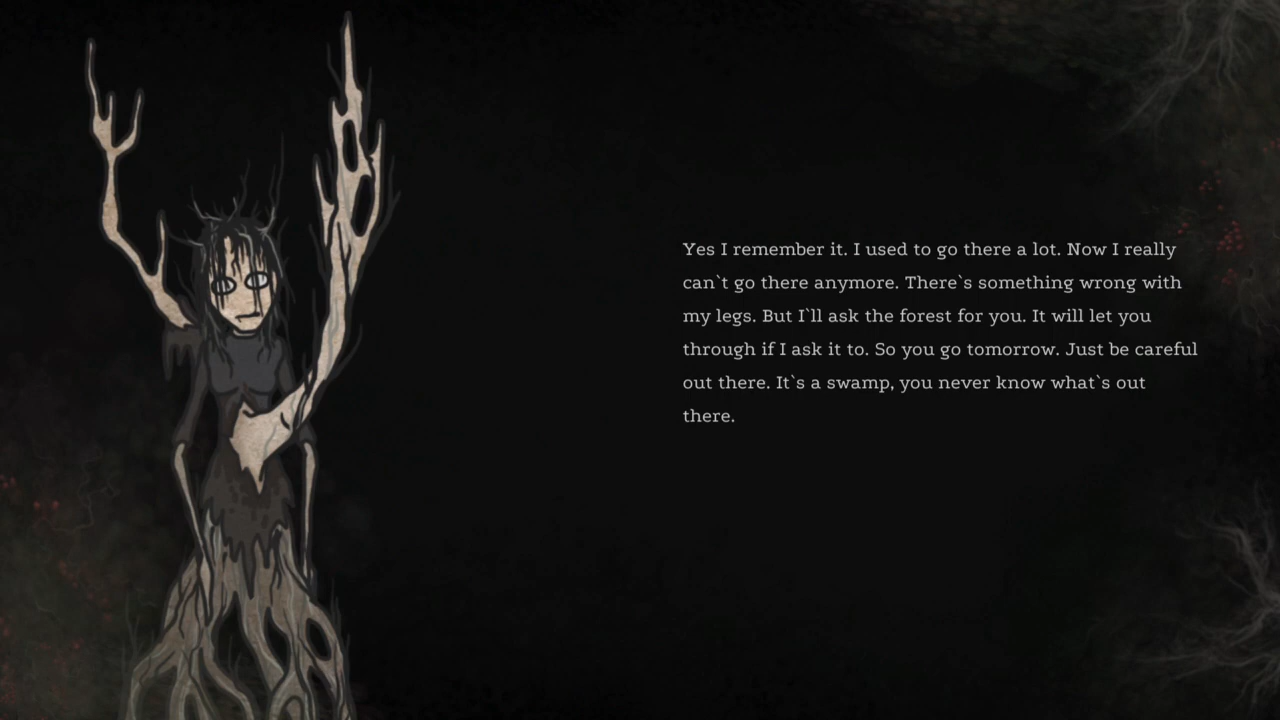 Yes I remember it. I used to go there a lot. Now I really
can`t go there anymore. There`s something wrong with
my legs. But I`ll ask the forest for you. It will let you
through if I ask it to. So you go tomorrow. Just be careful
out there. It`s a swamp, you never know what`s out
there.